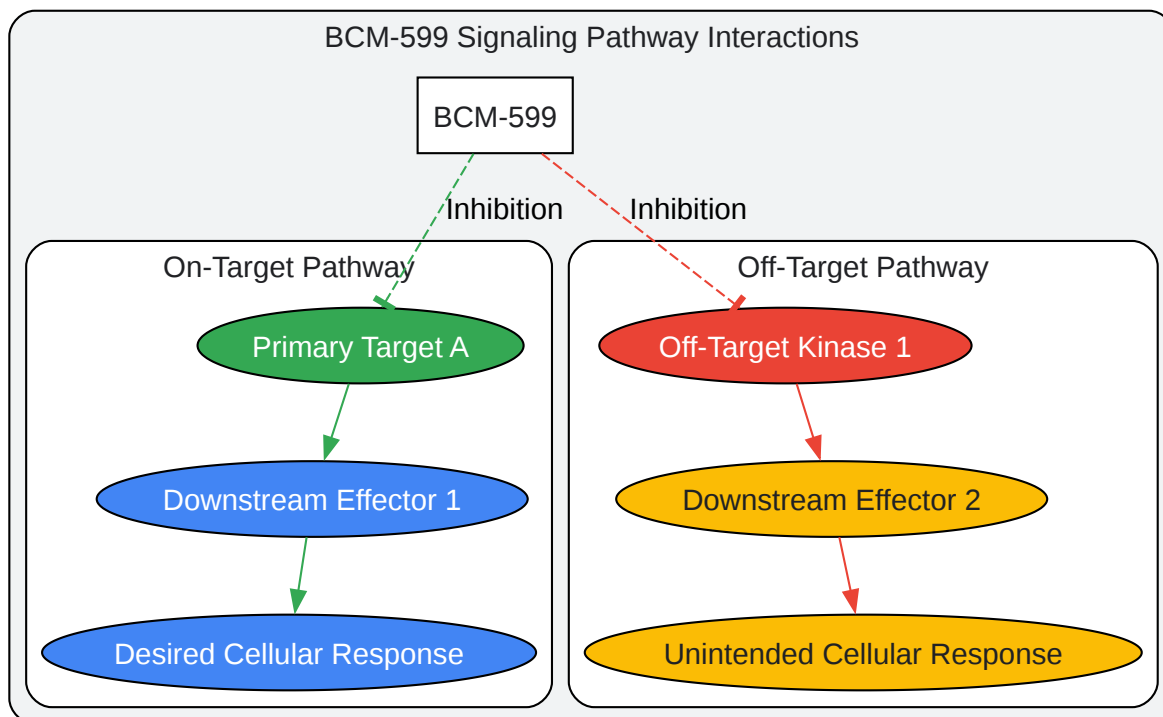 BCM-599 Signaling Pathway Interactions
BCM-599
Inhibition
Inhibition
On-Target Pathway
Off-Target Pathway
Primary Target A
Off-Target Kinase 1
Downstream Effector 1
Downstream Effector 2
Desired Cellular Response
Unintended Cellular Response